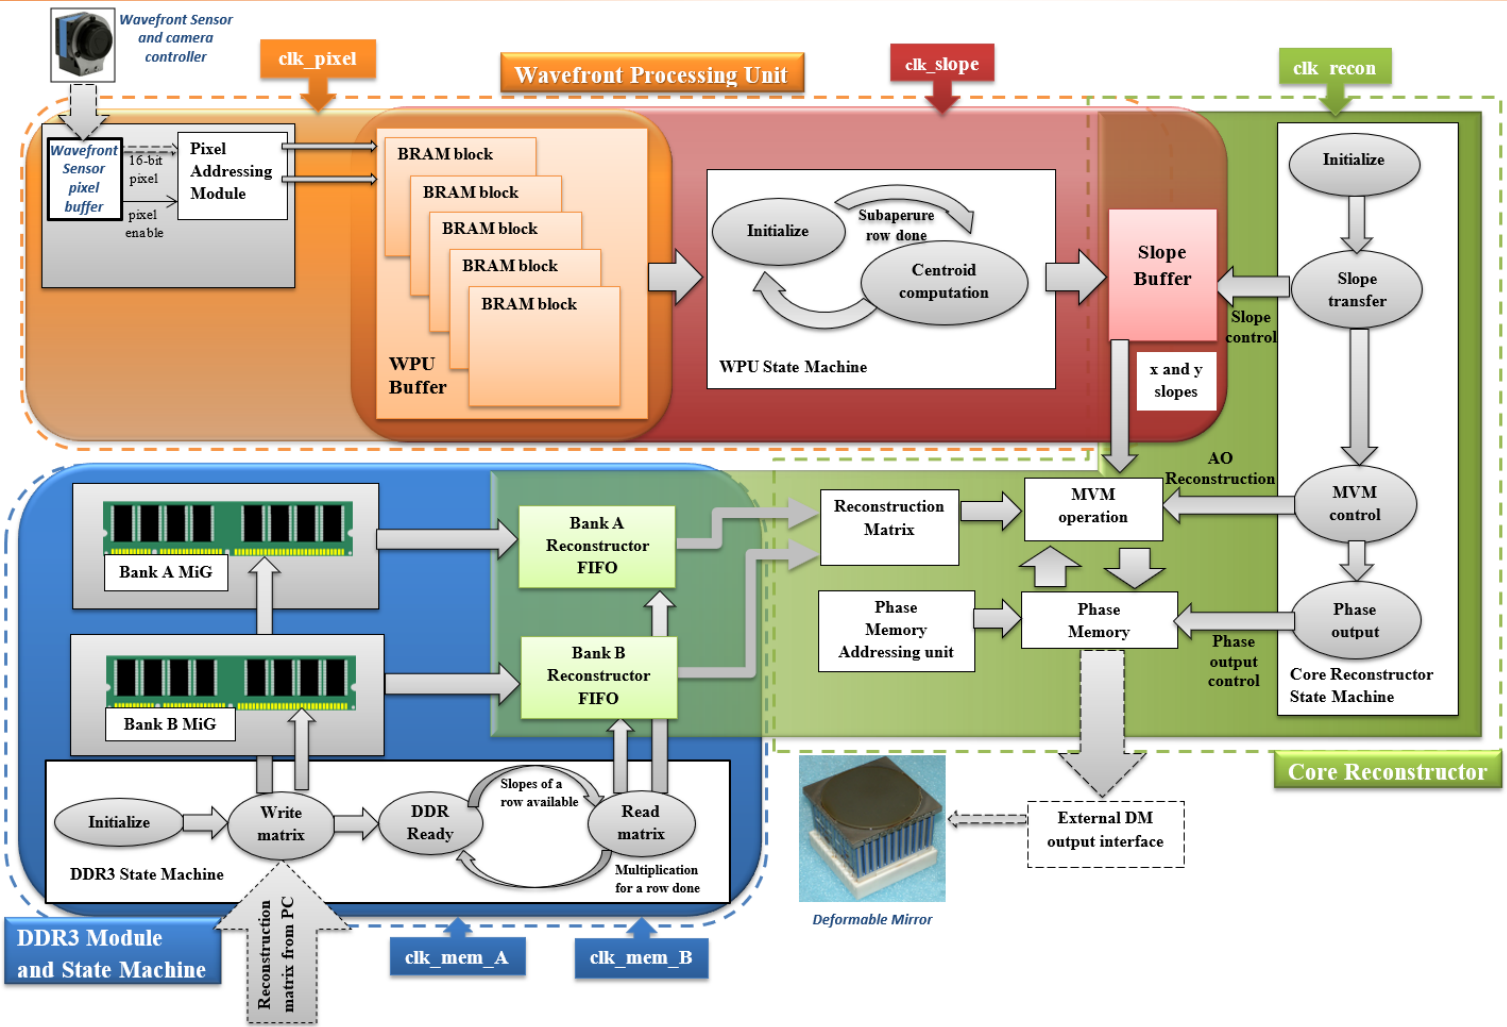 Wavefront Sensor
and camera
controller
clk_pixel
Wavefront Processing Unit
clk_slope
clk_recon
Wavefront
Sensor
pixel
buffer
16-bit
pixel
pixel
enable
Pixel
Addressing
Module
BRAM block
BRAM block
BRAM block
BRAM block
BRAM block
WPU
Buffer
Initialize
Subaperure
row done
Centroid
computation
WPU State Machine
Slope
Buffer
x and y
slopes
Initialize
Slope
transfer
Slope
control
AO
Reconstruction
MVM
control
Phase
output
Phase
output
control
Core Reconstructor
State Machine
Bank A MiG
Bank B MiG
Bank A
Reconstructor
FIFO
Bank B
Reconstructor
FIFO
Reconstruction
Matrix
MVM
operation
Phase
Memory
Addressing unit
Phase
Memory
Core Reconstructor
Initialize
Write
matrix
DDR
Ready
Slopes of a
row available
Read
matrix
Multiplication
for a row done
DDR3 State Machine
External DM
output interface
Deformable Mirror
DDR3 Module
and State Machine
Reconstruction
matrix from PC
clk_mem_A
clk_mem_B